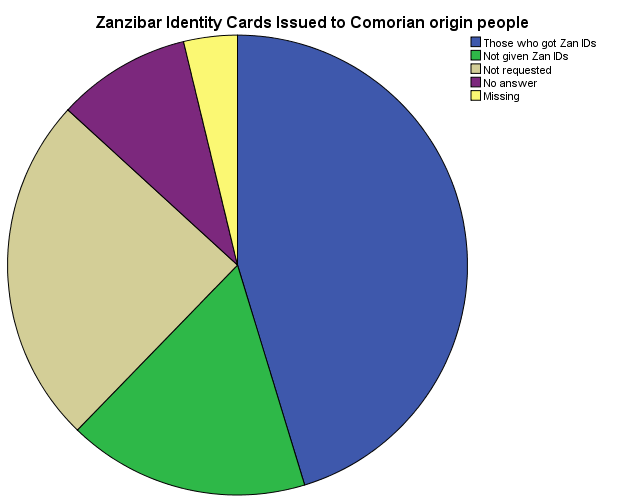 Zanzibar Identity Cards Issued to Comorian origin people
Those who got Zan IDs
Not given Zan IDs
Not requested
No answer
Missing